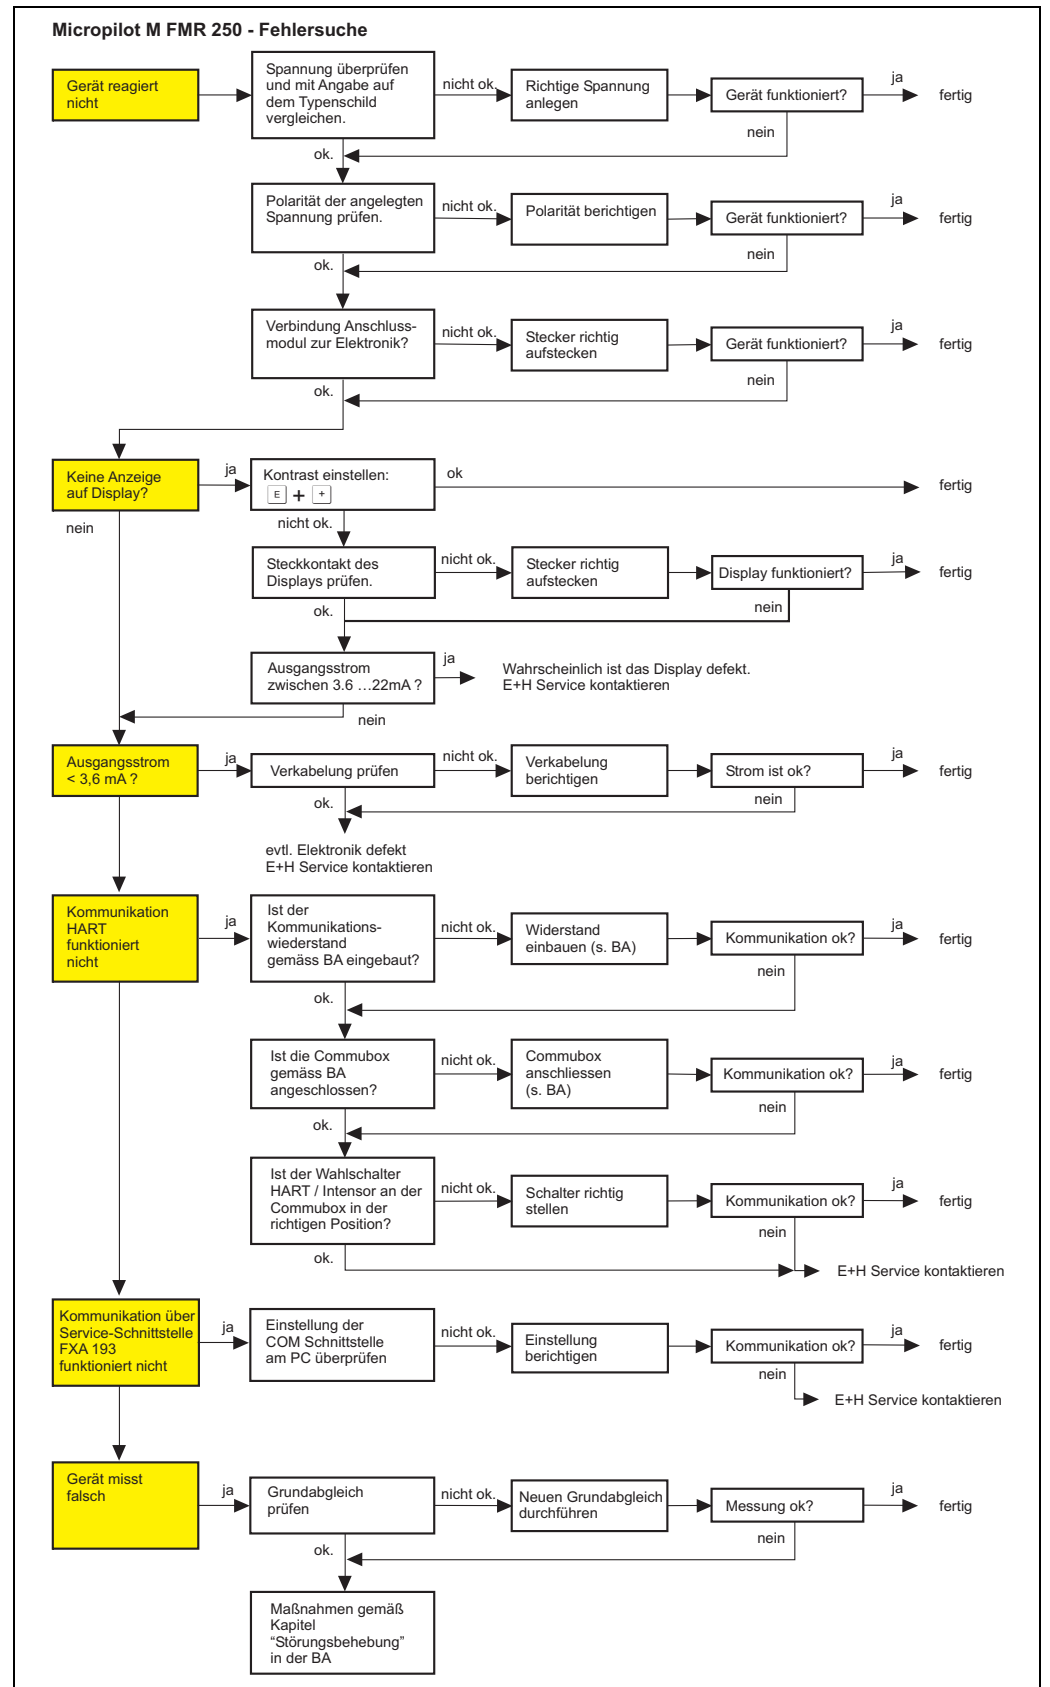 Micropilot M FMR 250 - Fehlersuche
Gerät reagiert
nicht
Spannung überprüfen
und mit Angabe auf
dem Typenschild
vergleichen.
nicht ok.
Richtige Spannung
anlegen
Gerät funktioniert?
ja
fertig
nein
ok.
Polarität der angelegten
Spannung prüfen.
nicht ok.
Polarität berichtigen
Gerät funktioniert?
ja
fertig
nein
ok.
Verbindung Anschluss-
modul zur Elektronik?
nicht ok.
Stecker richtig
aufstecken
Gerät funktioniert?
ja
fertig
nein
ok.
Keine Anzeige
auf Display?
ja
Kontrast einstellen:
E + +
ok
fertig
nein
nicht ok.
Steckkontakt des
Displays prüfen.
nicht ok.
Stecker richtig
aufstecken
Display funktioniert?
ja
fertig
nein
ok.
Ausgangsstrom
zwischen 3.6 ...22mA ?
ja
Wahrscheinlich ist das Display defekt.
E+H Service kontaktieren
nein
Ausgangsstrom
< 3,6 mA ?
ja
Verkabelung prüfen
nicht ok.
Verkabelung
berichtigen
Strom ist ok?
ja
fertig
nein
ok.
evtl. Elektronik defekt
E+H Service kontaktieren
Kommunikation
HART
funktioniert
nicht
ja
Ist der
Kommunikations-
wiederstand
gemäss BA eingebaut?
nicht ok.
Widerstand
einbauen (s. BA)
Kommunikation ok?
ja
fertig
nein
ok.
Ist die Commubox
gemäss BA
angeschlossen?
nicht ok.
Commubox
anschliessen
(s. BA)
Kommunikation ok?
ja
fertig
nein
ok.
Ist der Wahlschalter
HART / Intensor an der
Commubox in der
richtigen Position?
nicht ok.
Schalter richtig
stellen
Kommunikation ok?
ja
fertig
nein
ok.
E+H Service kontaktieren
Kommunikation über
Service-Schnittstelle
FXA 193
funktioniert nicht
ja
Einstellung der
COM Schnittstelle
am PC überprüfen
nicht ok.
Einstellung
berichtigen
Kommunikation ok?
ja
fertig
nein
E+H Service kontaktieren
Gerät misst
falsch
ja
Grundabgleich
prüfen
nicht ok.
Neuen Grundabgleich
durchführen
Messung ok?
ja
fertig
nein
ok.
Maßnahmen gemäß
Kapitel
“Störungsbehebung”
in der BA